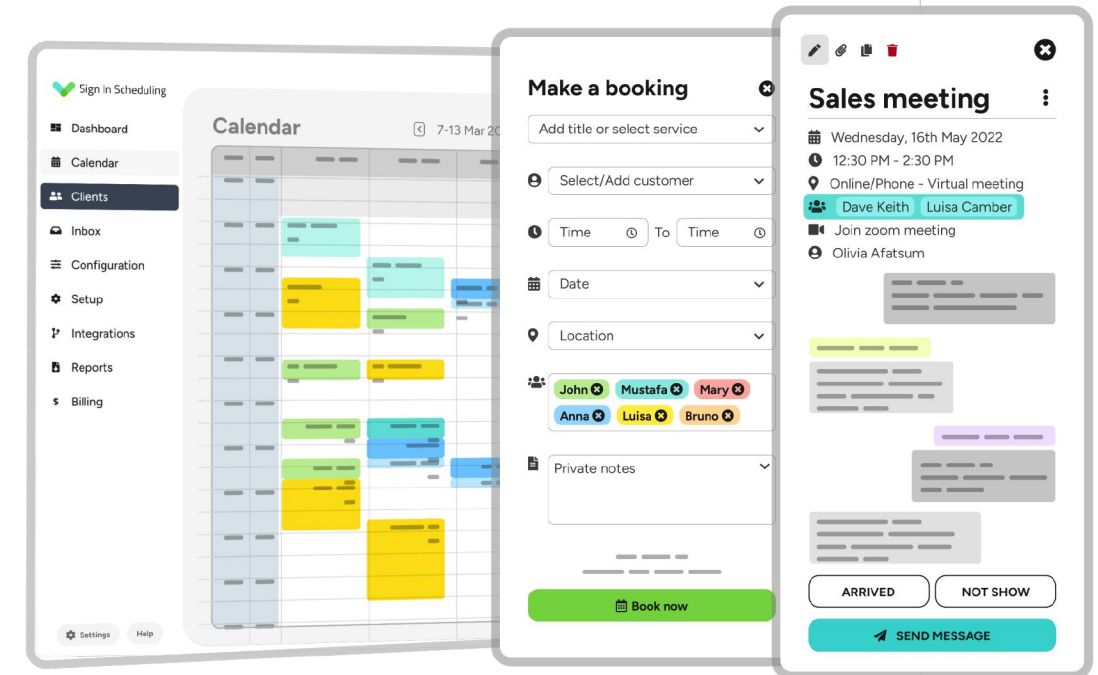 Sign In Scheduling
Dashboard
Calendar
Clients
Inbox
Configuration
Setup
Integrations
Reports
$ Billing
Settings Help
Calendar
7-13 Mar 20
Make a booking
Add title or select service
Select/Add customer
Time To Time
Date
Location
John Mustafa Mary
Anna Luisa Bruno
Private notes
Book now
Sales meeting
Wednesday, 16th May 2022
12:30 PM - 2:30 PM
Online/Phone - Virtual meeting
Dave Keith Luisa Camber
Join zoom meeting
Olivia Afatsum
ARRIVED NOT SHOW
SEND MESSAGE